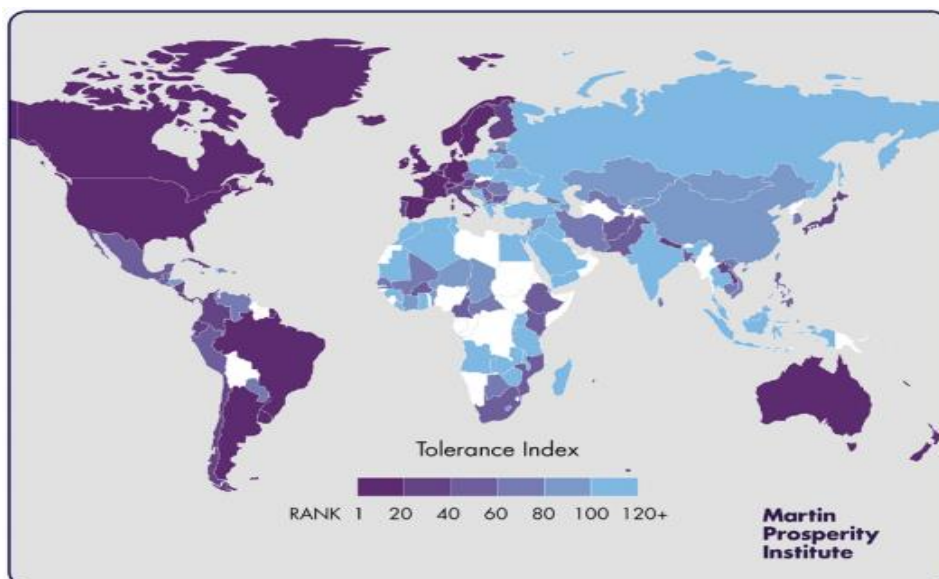 Tolerance Index
RANK 1 20 40 60 80 100 120+
Martin
Prosperity
Institute